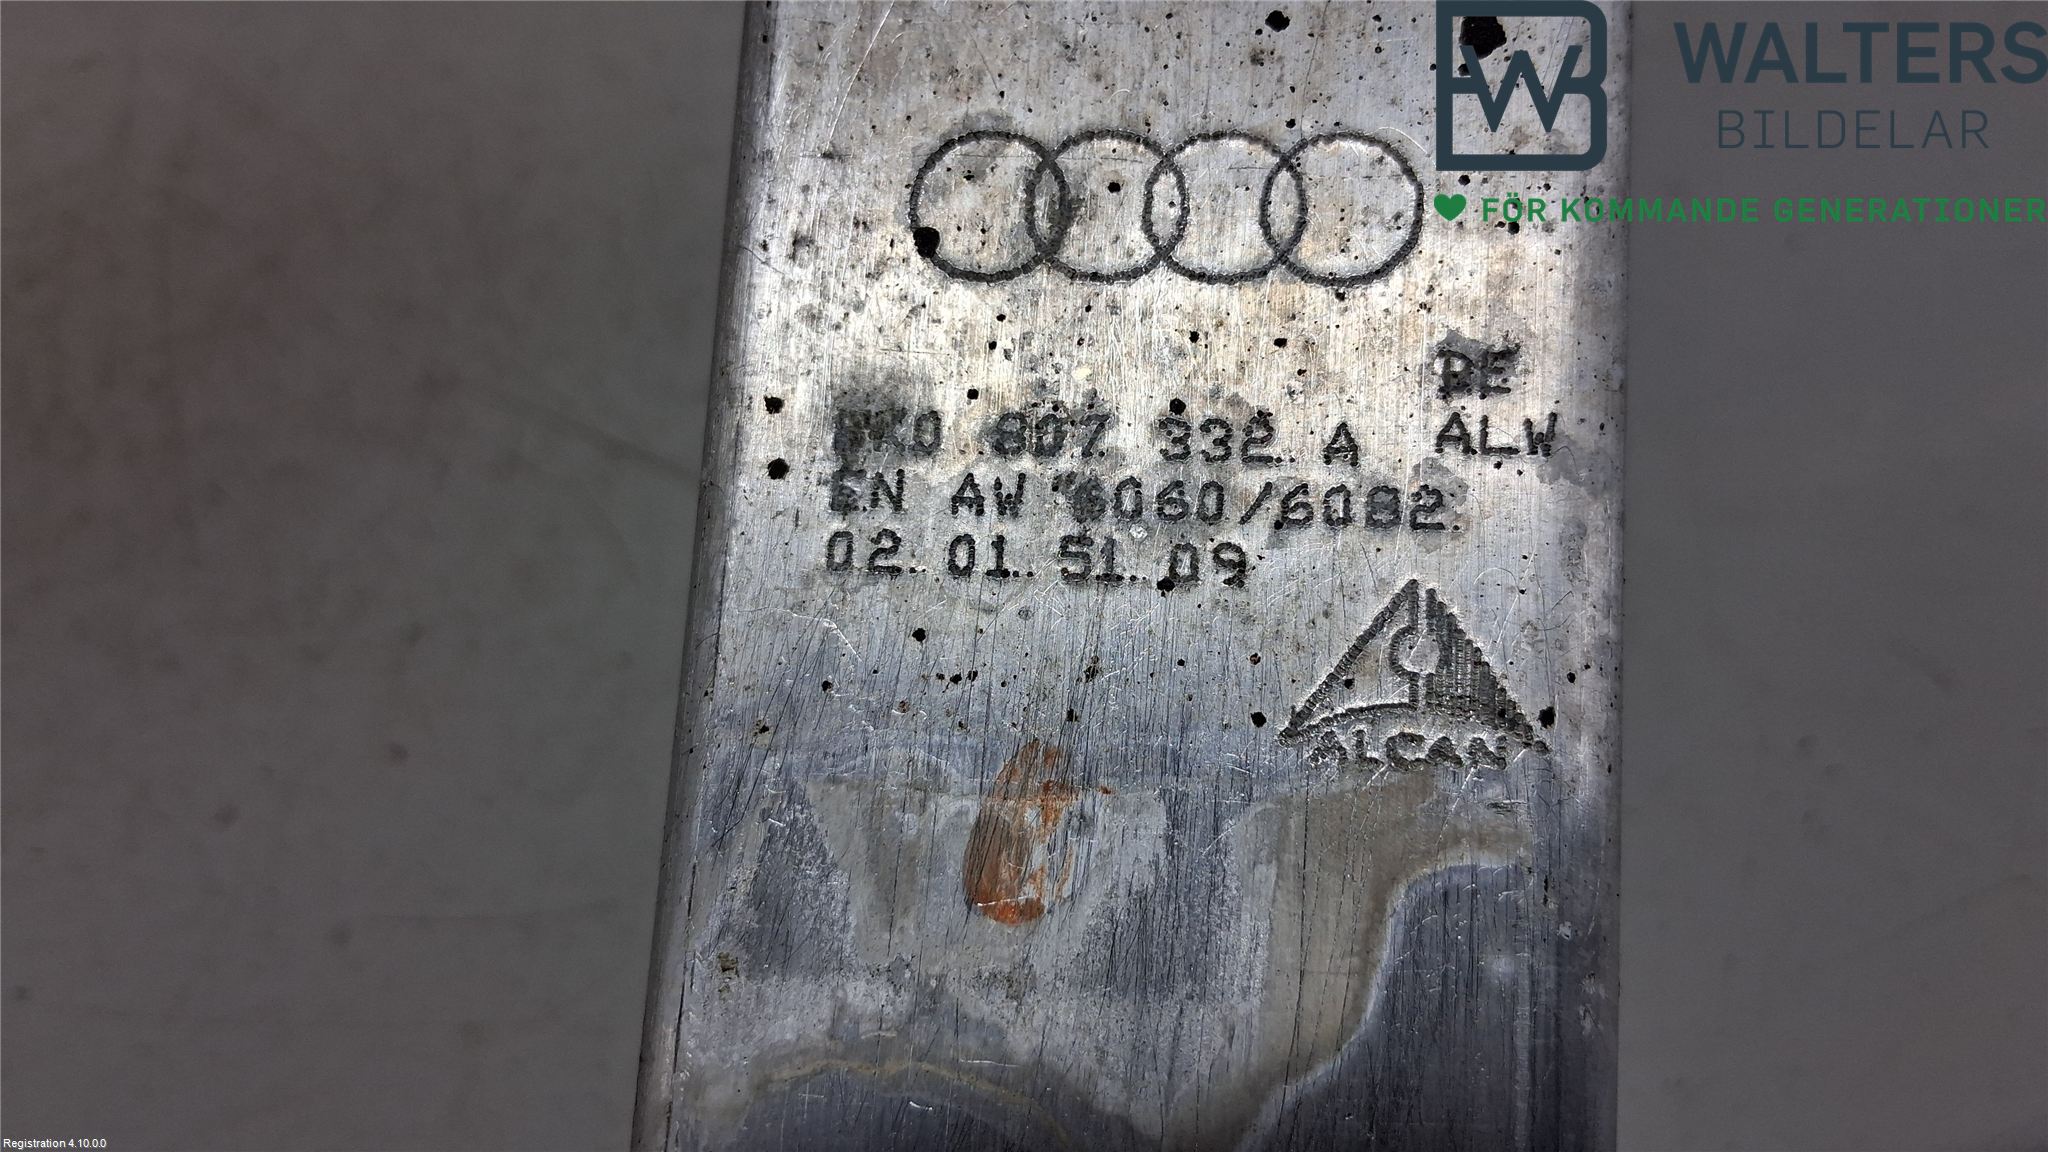 WALTERS
BILDELAR
FÖR KOMMANDE GENERATIONER
DE
8K0 807 332 A ALW
EN AW 6060/6082
02 01 51 09
ALCAN
Registration 4.10.0.0